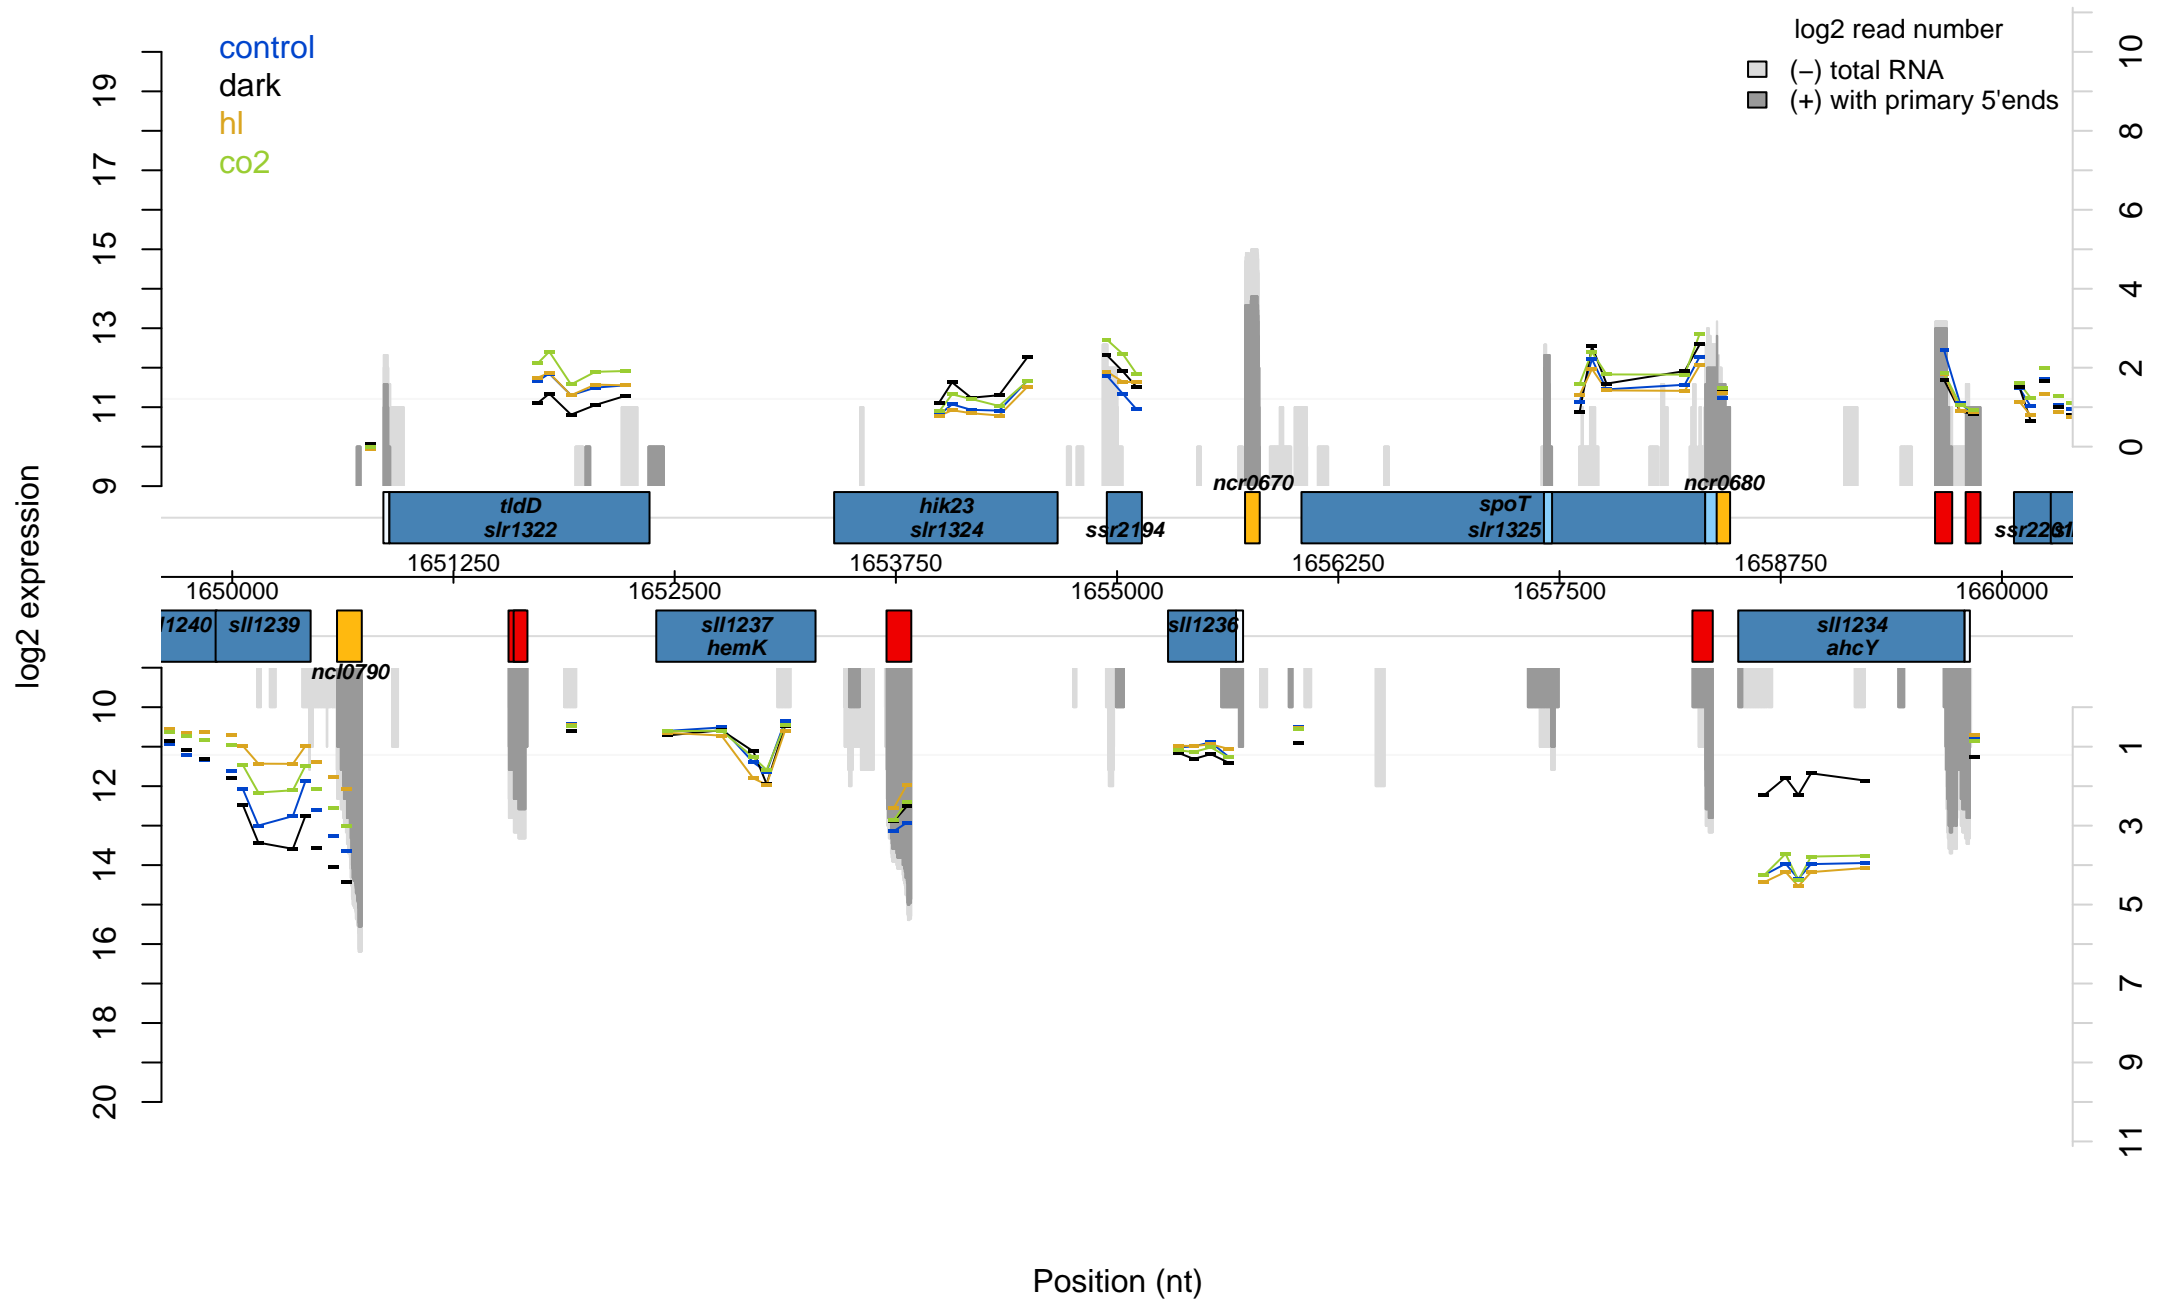 control
dark
hl
co2
log2 read number
(−) total RNA
(+) with primary 5'ends
19
17
15
13
11
9
10
8
6
4
2
0
log2 expression
ncr0670
ncr0680
tldD
slr1322
hik23
slr1324
ssr2194
spoT
slr1325
1651250
1653750
1656250
1658750
1650000
1652500
1655000
1657500
1660000
sll1239
sll1237
hemK
sll1236
sll1234
ahcY
ncl0790
10
12
14
16
18
20
1
3
5
7
9
11
Position (nt)